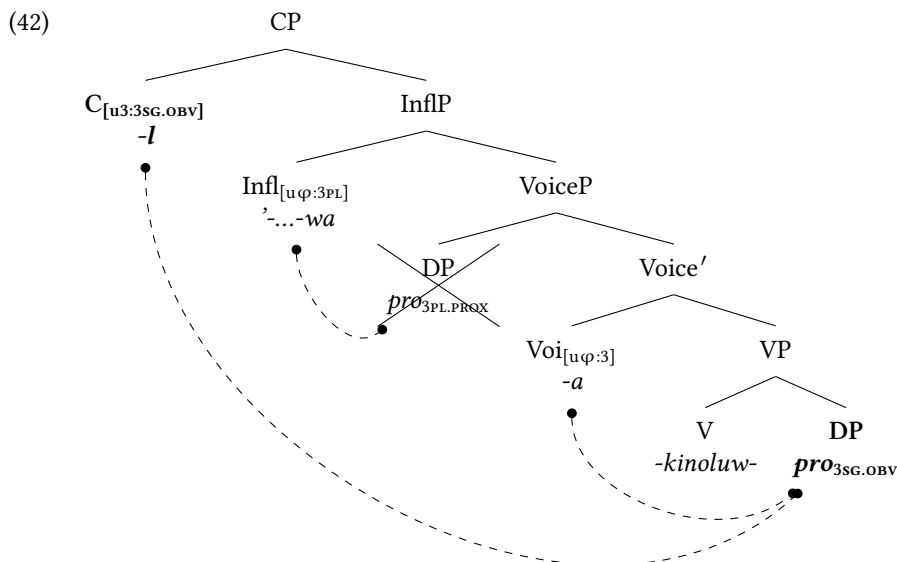 (42) CP
C[u3:3SG.OBV] InflP
-l
Infl[uφ:3PL] VoiceP
'-...-wa
DP Voice′
pro3PL.PROX
Voi[uφ:3] VP
-a
V DP
-kinoluw- pro3SG.OBV